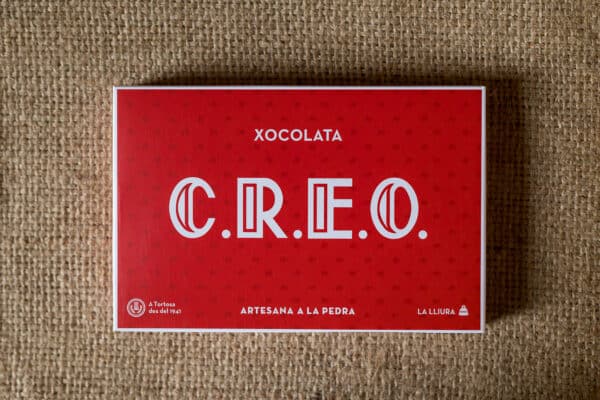 XOCOLATA
C.R.E.O.
A Tortosa
des del 1941
ARTESANA A LA PEDRA
LA LLIURA